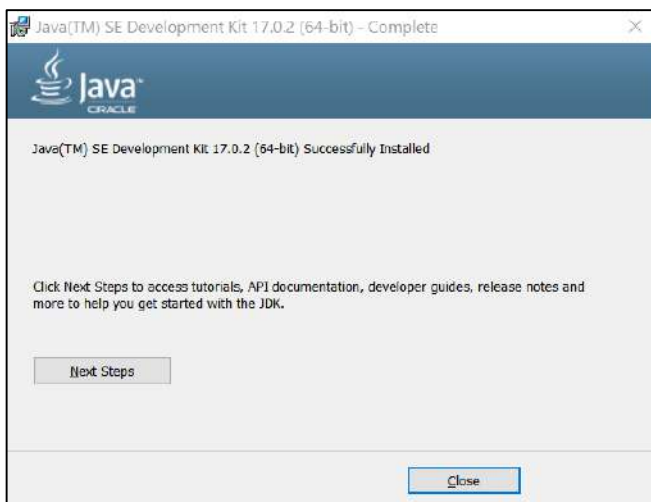 Java(TM) SE Development Kit 17.0.2 (64-bit) - Complete
Java™
ORACLE
Java(TM) SE Development Kit 17.0.2 (64-bit) Successfully Installed
Click Next Steps to access tutorials, API documentation, developer guides, release notes and
more to help you get started with the JDK.
Next Steps
Close